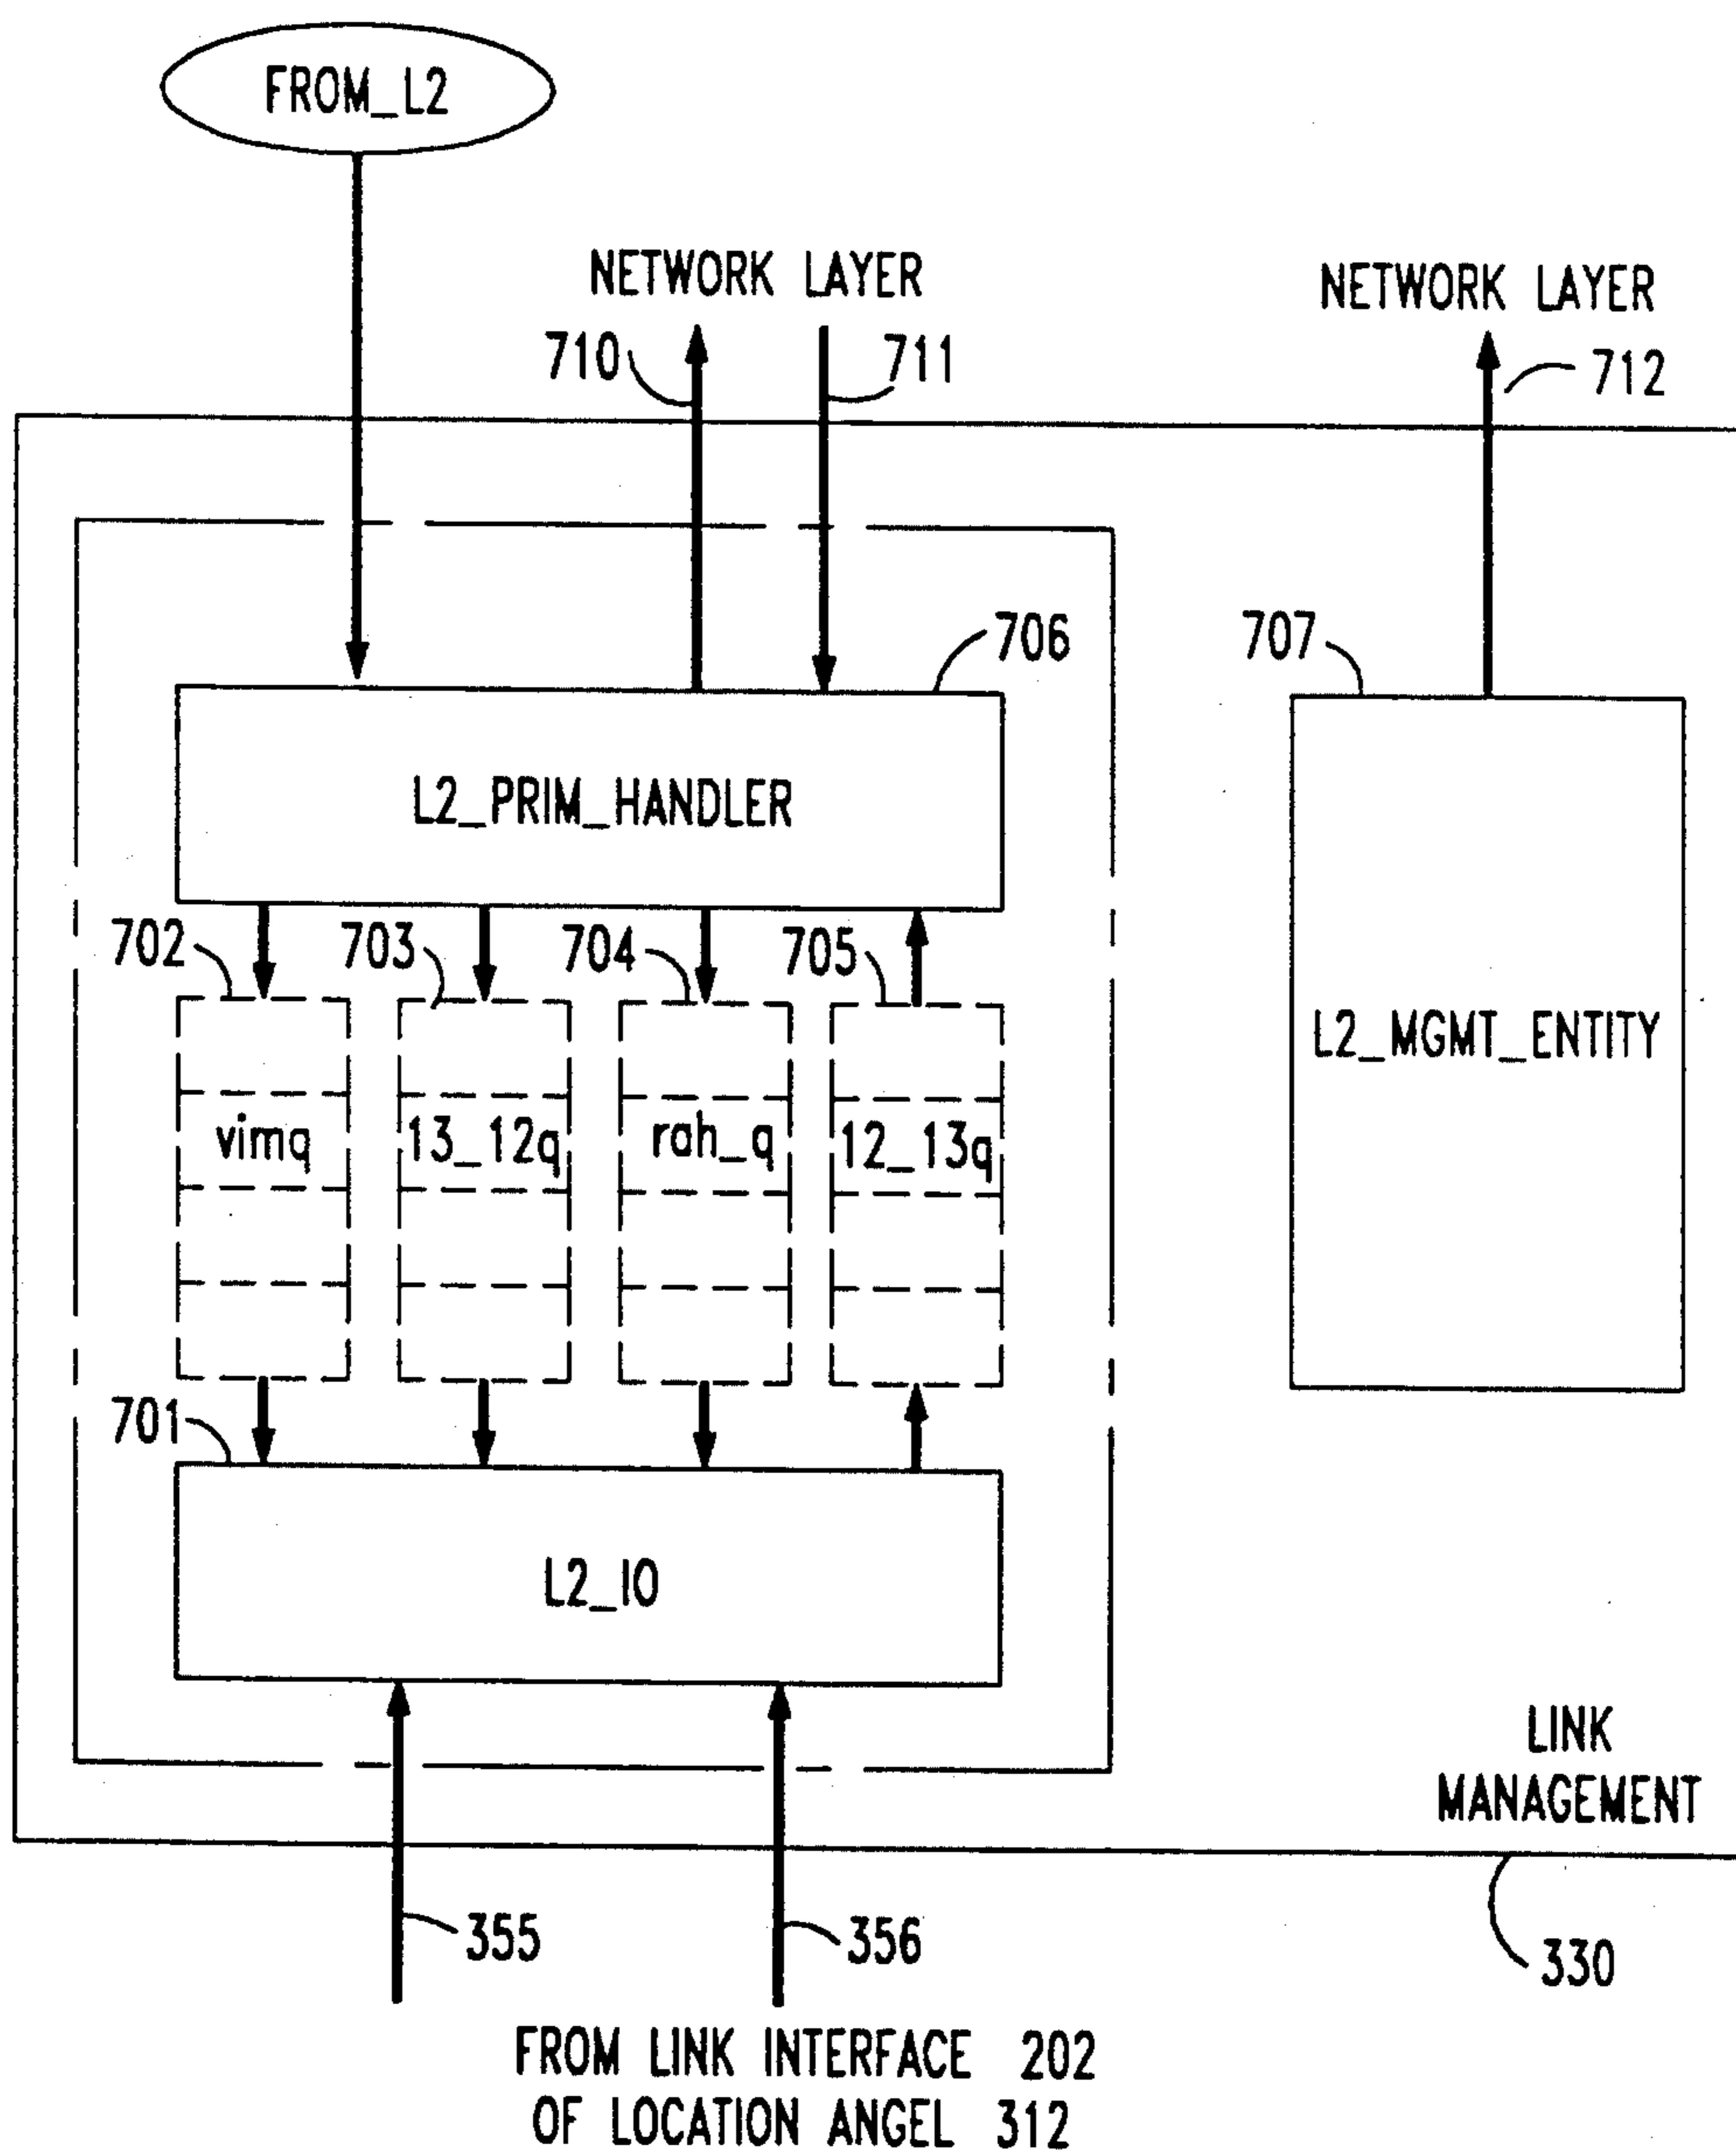 FROM_L2
NETWORK LAYER
NETWORK LAYER
710
711
712
706
707
L2_PRIM_HANDLER
702
703
704
705
L2_MGMT_ENTITY
vimq
13_12q
rah_q
12_13q
701
L2_IO
LINK
MANAGEMENT
355
356
330
FROM LINK INTERFACE 202
OF LOCATION ANGEL 312